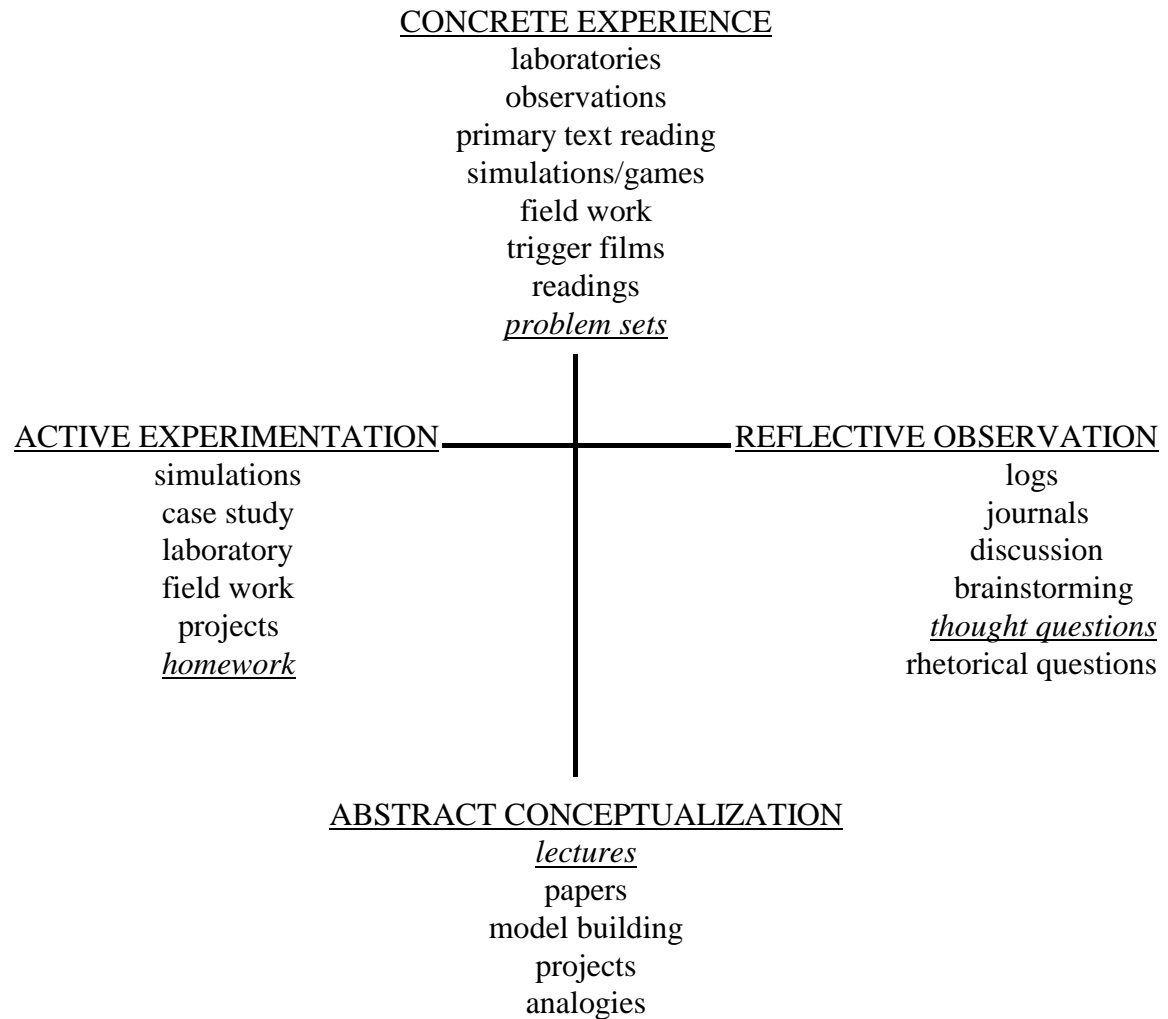 CONCRETE EXPERIENCE
laboratories
observations
primary text reading
simulations/games
field work
trigger films
readings
problem sets
ACTIVE EXPERIMENTATION
simulations
case study
laboratory
field work
projects
homework
REFLECTIVE OBSERVATION
logs
journals
discussion
brainstorming
thought questions
rhetorical questions
ABSTRACT CONCEPTUALIZATION
lectures
papers
model building
projects
analogies